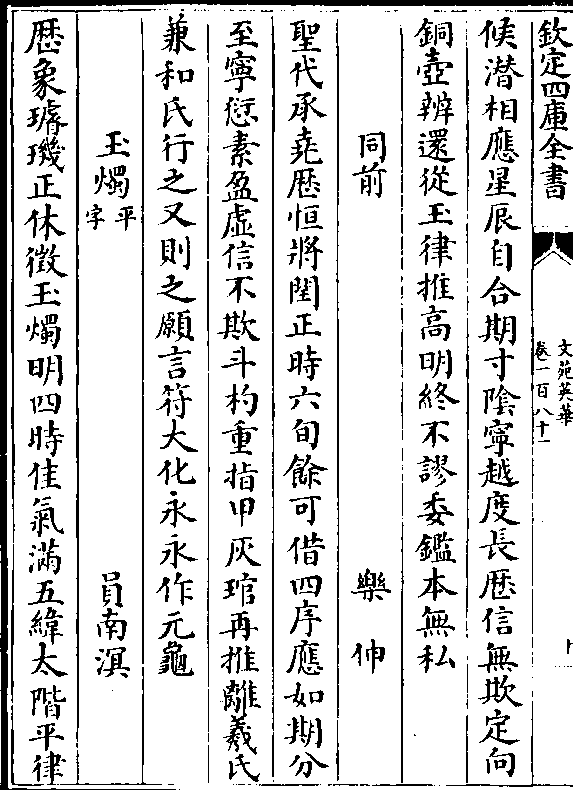 欽定四庫全書
文苑英華
卷一百八十一
候潜相應星辰自合期寸陰寧越度長厯信無欺定向
銅壺辨還從玉律推高明終不謬委鑑本無私
同前 樂伸
聖代承堯厯恒將閏正時六旬餘可借四序應如期分
至寧愆素盈虛信不欺斗杓重指甲灰琯再推離羲氏
兼和氏行之又則之願言符大化永永作元龜
玉燭平字 員南溟
厯象璿璣正休徵玉燭明四時佳氣滿五緯太階平律